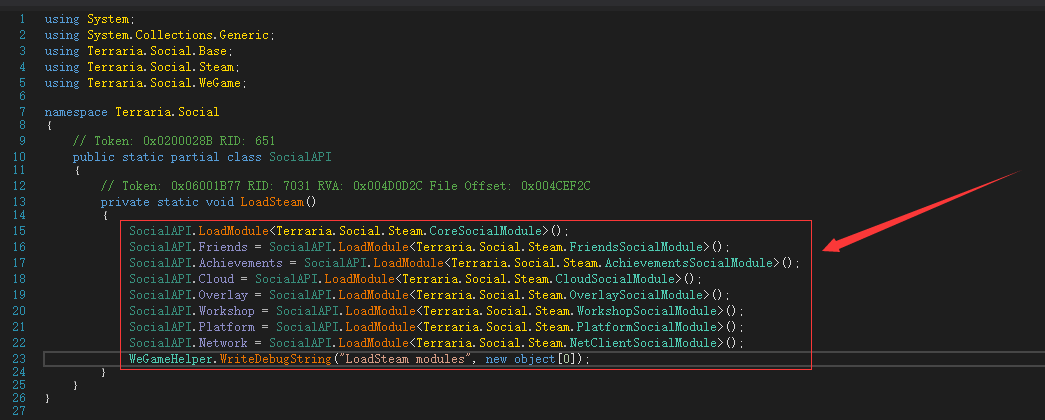 1 using System;
2 using System.Collections.Generic;
3 using Terraria.Social.Base;
4 using Terraria.Social.Steam;
5 using Terraria.Social.WeGame;
6
7 namespace Terraria.Social
8 {
9 // Token: 0x0200028B RID: 651
10 public static partial class SocialAPI
11 {
12 // Token: 0x06001B77 RID: 7031 RVA: 0x004D0D2C File Offset: 0x004CEF2C
13 private static void LoadSteam()
14 {
15 SocialAPI.LoadModule<Terraria.Social.Steam.CoreSocialModule>();
16 SocialAPI.Friends = SocialAPI.LoadModule<Terraria.Social.Steam.FriendsSocialModule>();
17 SocialAPI.Achievements = SocialAPI.LoadModule<Terraria.Social.Steam.AchievementsSocialModule>();
18 SocialAPI.Cloud = SocialAPI.LoadModule<Terraria.Social.Steam.CloudSocialModule>();
19 SocialAPI.Overlay = SocialAPI.LoadModule<Terraria.Social.Steam.OverlaySocialModule>();
20 SocialAPI.Workshop = SocialAPI.LoadModule<Terraria.Social.Steam.WorkshopSocialModule>();
21 SocialAPI.Platform = SocialAPI.LoadModule<Terraria.Social.Steam.PlatformSocialModule>();
22 SocialAPI.Network = SocialAPI.LoadModule<Terraria.Social.Steam.NetClientSocialModule>();
23 WeGameHelper.WriteDebugString("LoadSteam modules", new object[0]);
24 }
25 }
26 }
27